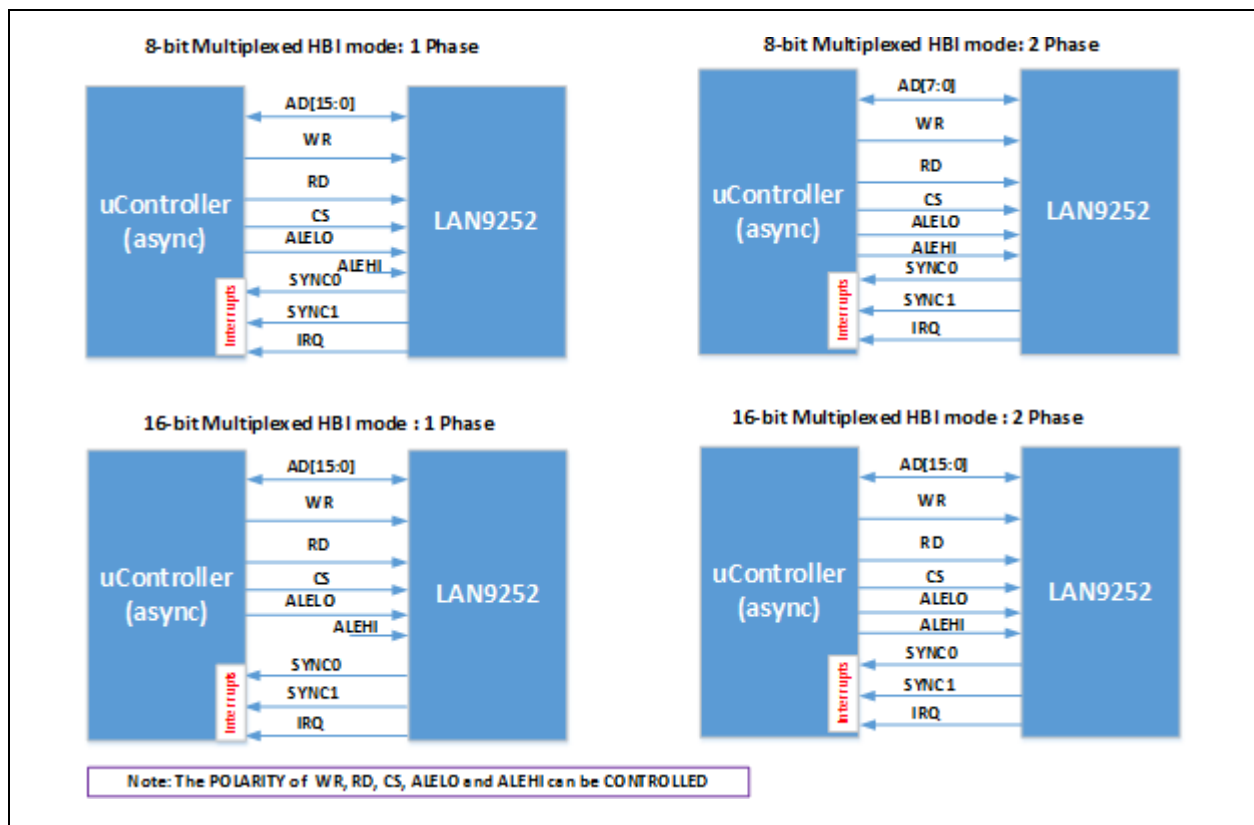 8-bit Multiplexed HBI mode: 1 Phase
uController
(async)
AD[15:0]
WR
RD
CS
ALELO
ALEHI
SYNC0
SYNC1
IRQ
Interrupts
LAN9252
8-bit Multiplexed HBI mode: 2 Phase
uController
(async)
AD[7:0]
WR
RD
CS
ALELO
ALEHI
SYNC0
SYNC1
IRQ
Interrupts
LAN9252
16-bit Multiplexed HBI mode : 1 Phase
uController
(async)
AD[15:0]
WR
RD
CS
ALELO
ALEHI
SYNC0
SYNC1
IRQ
Interrupts
LAN9252
16-bit Multiplexed HBI mode : 2 Phase
uController
(async)
AD[15:0]
WR
RD
CS
ALELO
ALEHI
SYNC0
SYNC1
IRQ
Interrupts
LAN9252
Note: The POLARITY of WR, RD, CS, ALELO and ALEHI can be CONTROLLED